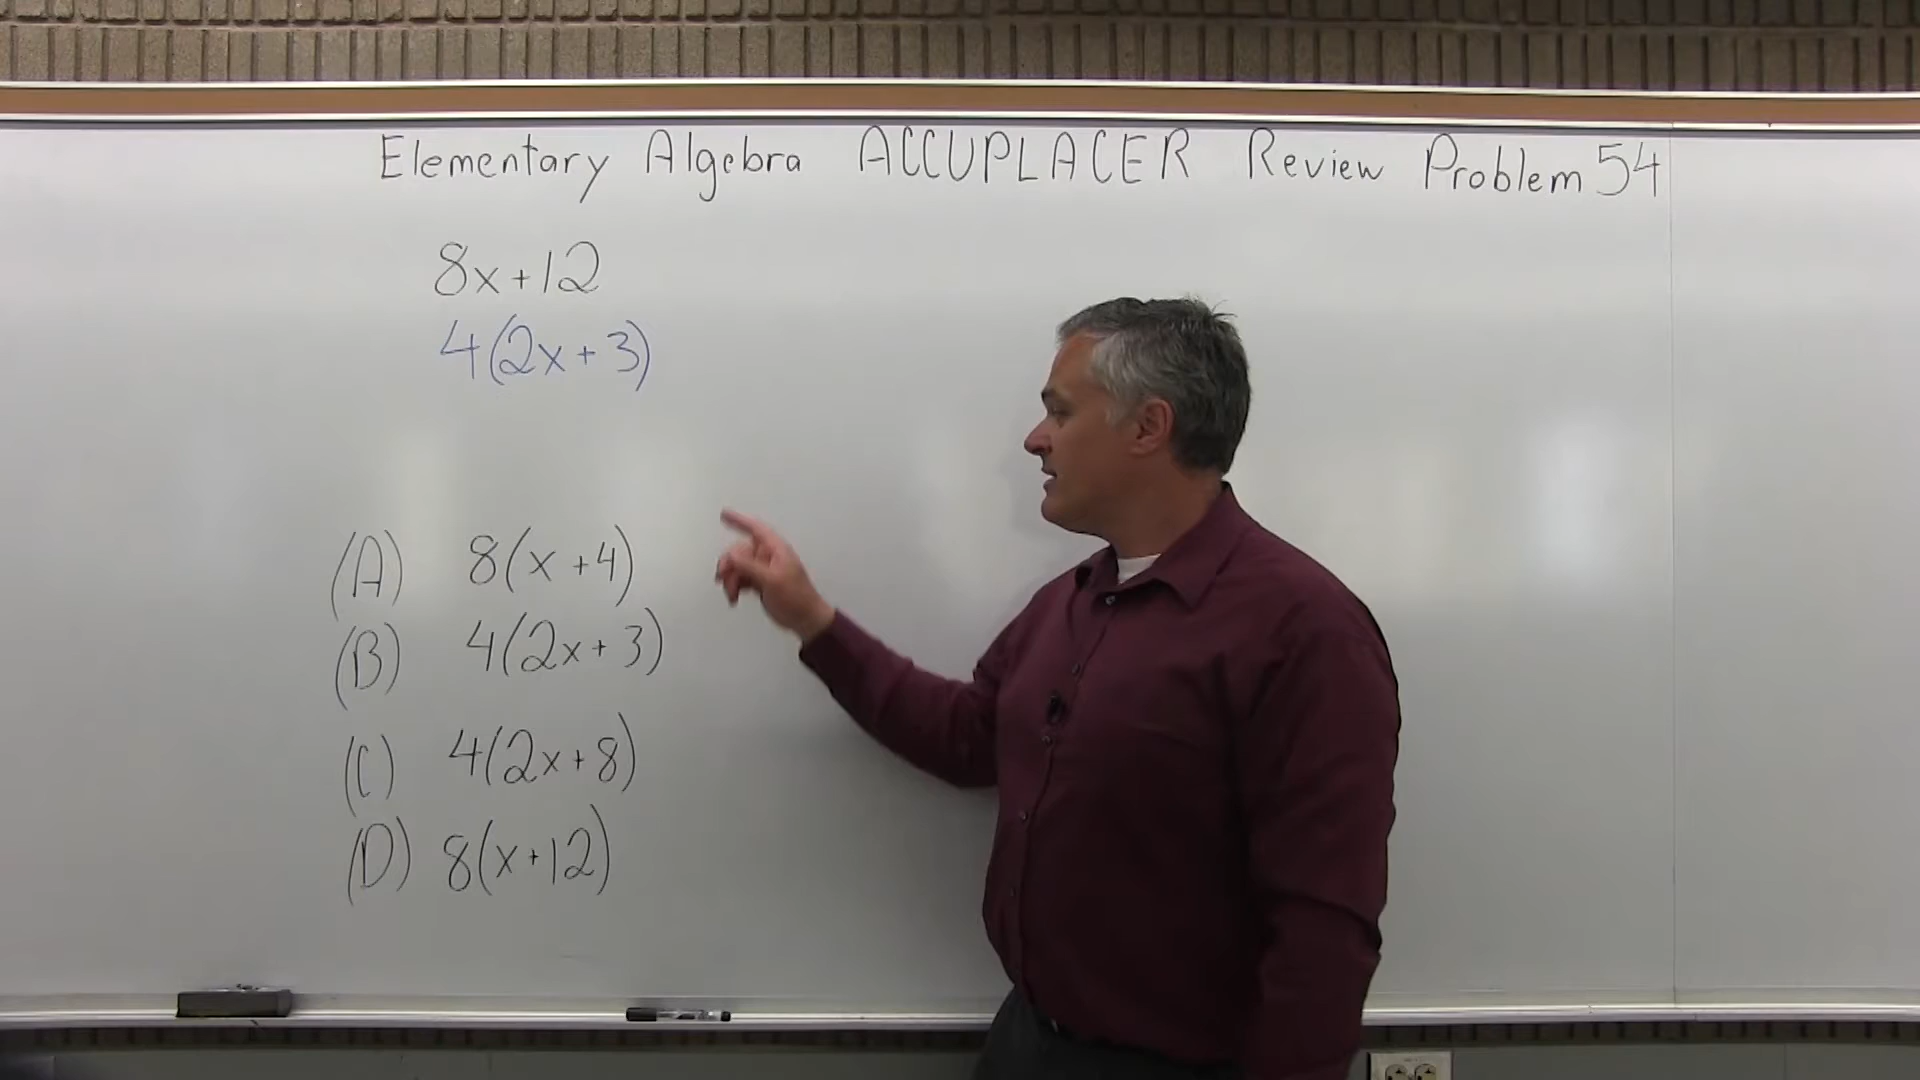 Elementary Algebra ACCUPLACER Review Problem 54
8x+12
4(2x+3)
(A) 8(x+4)
(B) 4(2x+3)
(C) 4(2x+8)
(D) 8(x+12)